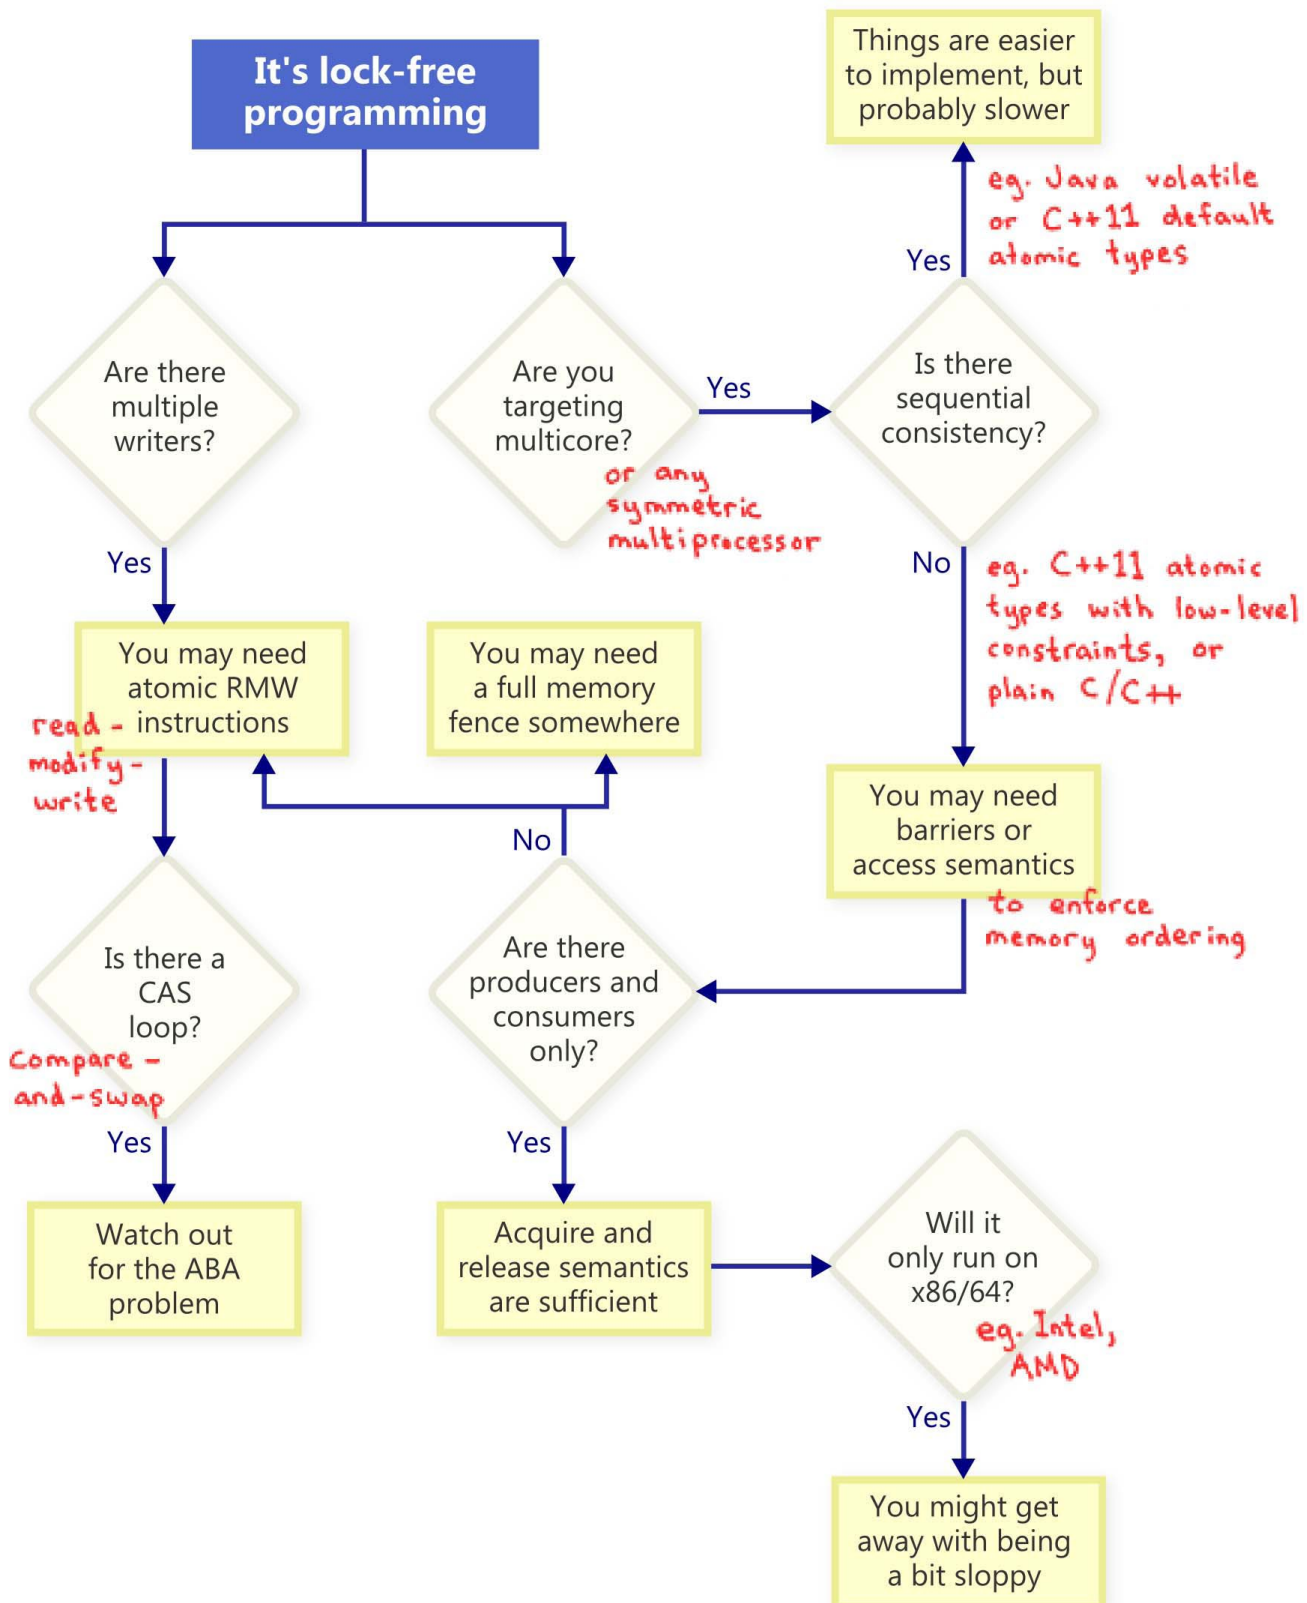 It's lock-free
programming
Things are easier
to implement, but
probably slower
eg. Java volatile
or C++11 default
atomic types
Yes
Are there
multiple
writers?
Are you
targeting
multicore?
or any
symmetric
multiprocessor
Yes
Is there
sequential
consistency?
Yes
No
eg. C++11 atomic
types with low-level
constraints, or
plain C/C++
You may need
atomic RMW
instructions
read-
modify-
write
You may need
a full memory
fence somewhere
You may need
barriers or
access semantics
to enforce
memory ordering
No
Is there a
CAS
loop?
Compare-
and-swap
Are there
producers and
consumers
only?
Yes
Yes
Watch out
for the ABA
problem
Acquire and
release semantics
are sufficient
Will it
only run on
x86/64?
eg. Intel,
AMD
Yes
You might get
away with being
a bit sloppy